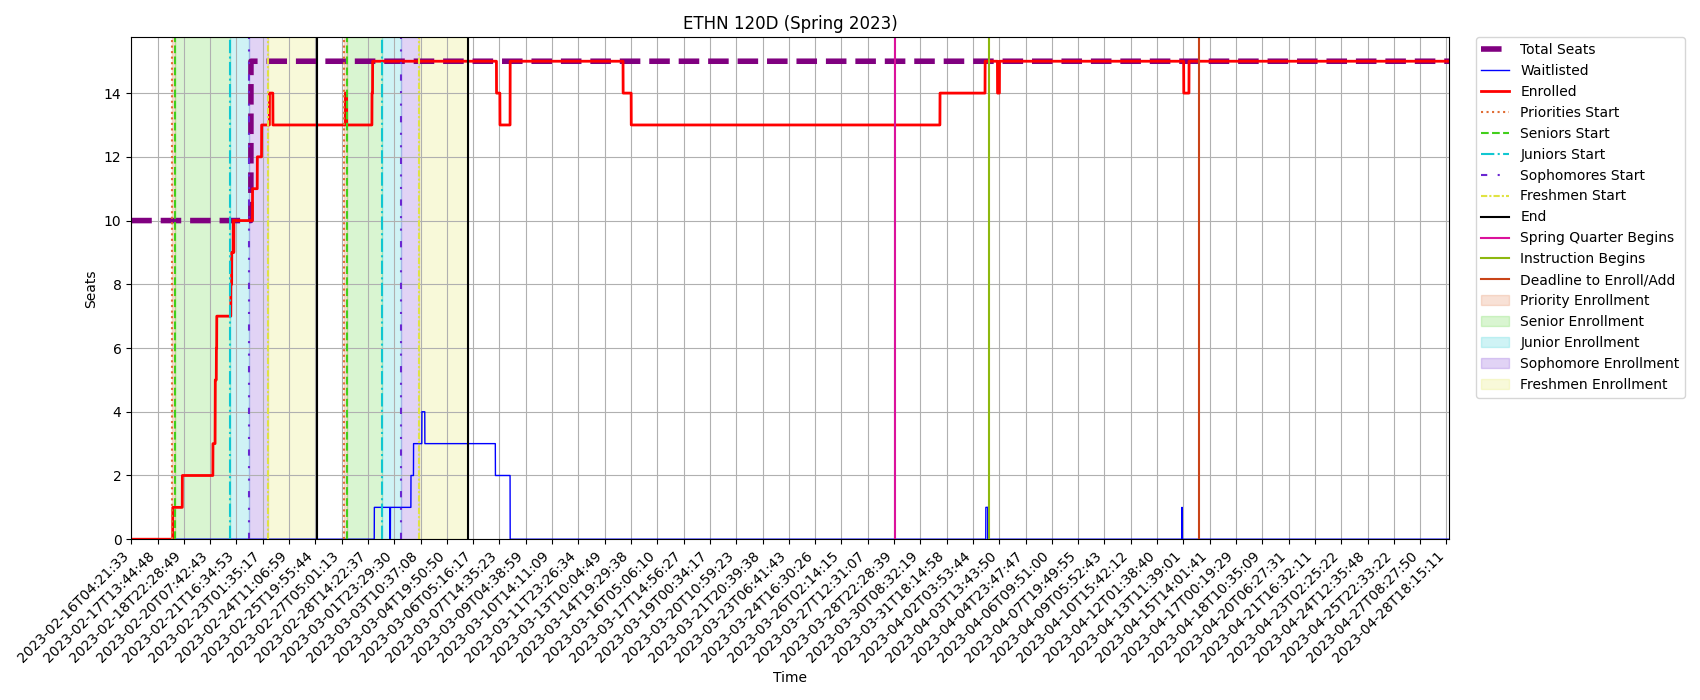 ETHN 120D (Spring 2023)
Seats
14
12
10
8
6
4
2
0
2023-02-16T04:21:33
2023-02-17T13:44:48
2023-02-18T22:28:49
2023-02-20T07:42:43
2023-02-21T16:34:53
2023-02-23T01:35:17
2023-02-24T11:06:59
2023-02-25T19:55:44
2023-02-27T05:01:13
2023-02-28T14:22:37
2023-03-01T23:29:30
2023-03-03T10:37:08
2023-03-04T19:50:50
2023-03-06T05:16:17
2023-03-07T14:35:23
2023-03-09T04:38:59
2023-03-10T14:11:09
2023-03-11T23:26:34
2023-03-13T10:04:49
2023-03-14T19:29:38
2023-03-16T05:06:10
2023-03-17T14:56:27
2023-03-19T00:34:17
2023-03-20T10:59:23
2023-03-21T20:39:38
2023-03-23T06:41:43
2023-03-24T16:30:26
2023-03-26T02:14:15
2023-03-27T12:31:07
2023-03-28T22:28:39
2023-03-30T08:32:19
2023-03-31T18:14:58
2023-04-02T03:53:44
2023-04-03T13:43:50
2023-04-04T23:47:47
2023-04-06T09:51:00
2023-04-07T19:49:55
2023-04-09T05:52:43
2023-04-10T15:42:12
2023-04-12T01:38:40
2023-04-13T11:39:01
2023-04-15T14:01:41
2023-04-17T00:19:29
2023-04-18T10:35:09
2023-04-20T06:27:31
2023-04-21T16:32:11
2023-04-23T02:25:22
2023-04-24T12:35:48
2023-04-25T22:33:22
2023-04-27T08:27:50
2023-04-28T18:15:11
Time
Total Seats
Waitlisted
Enrolled
Priorities Start
Seniors Start
Juniors Start
Sophomores Start
Freshmen Start
End
Spring Quarter Begins
Instruction Begins
Deadline to Enroll/Add
Priority Enrollment
Senior Enrollment
Junior Enrollment
Sophomore Enrollment
Freshmen Enrollment